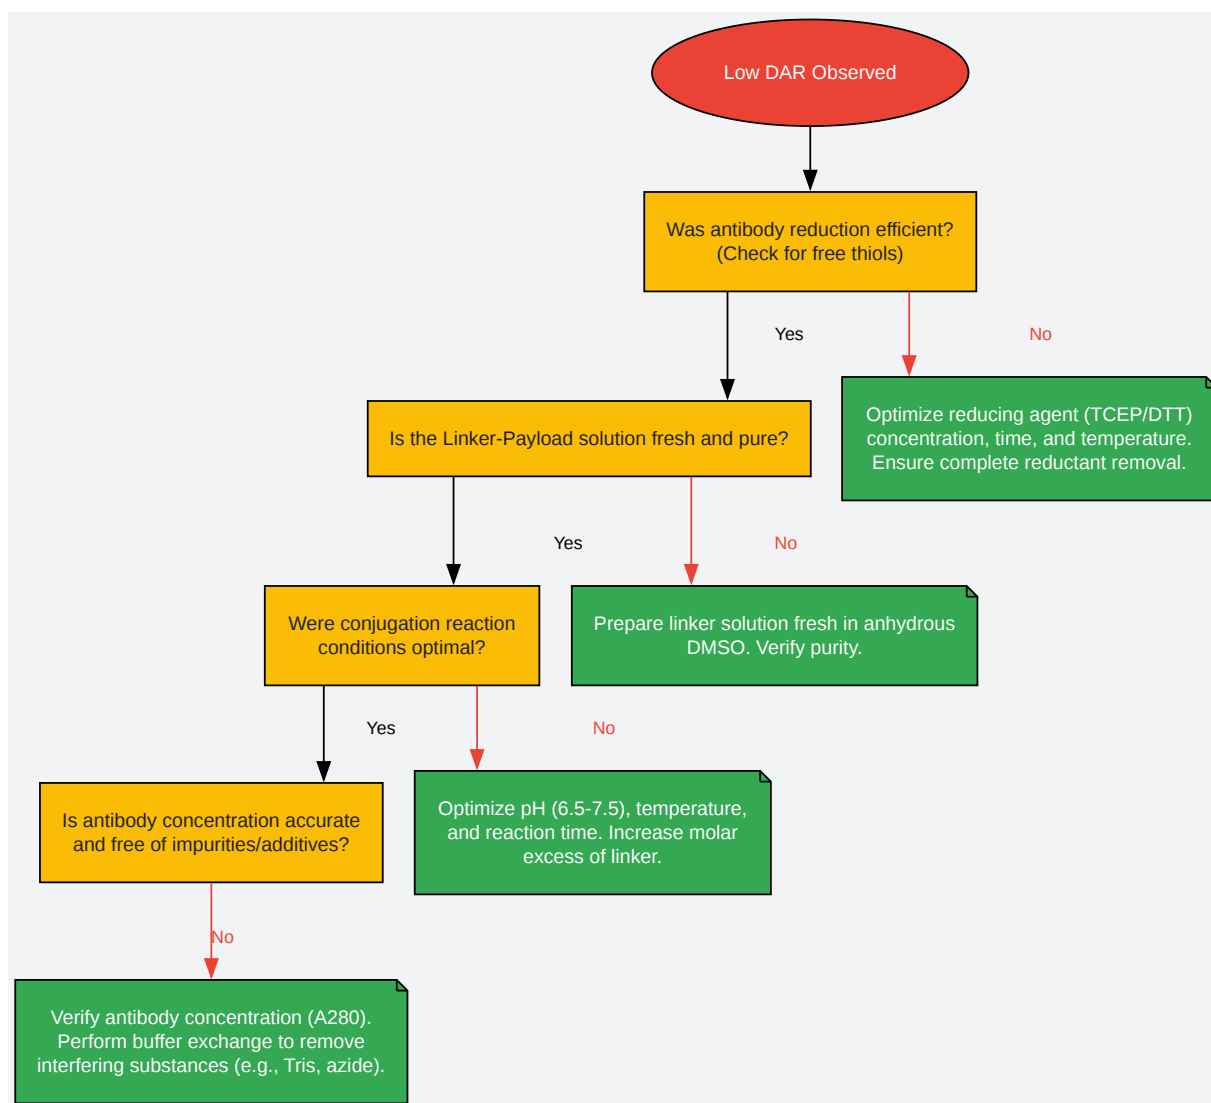 Low DAR Observed
Was antibody reduction efficient?
(Check for free thiols)
Yes
No
Optimize reducing agent (TCEP/DTT)
concentration, time, and temperature.
Ensure complete reductant removal.
Is the Linker-Payload solution fresh and pure?
Yes
No
Were conjugation reaction
conditions optimal?
Prepare linker solution fresh in anhydrous
DMSO. Verify purity.
Yes
No
Is antibody concentration accurate
and free of impurities/additives?
Optimize pH (6.5-7.5), temperature,
and reaction time. Increase molar
excess of linker.
No
Verify antibody concentration (A280).
Perform buffer exchange to remove
interfering substances (e.g., Tris, azide).